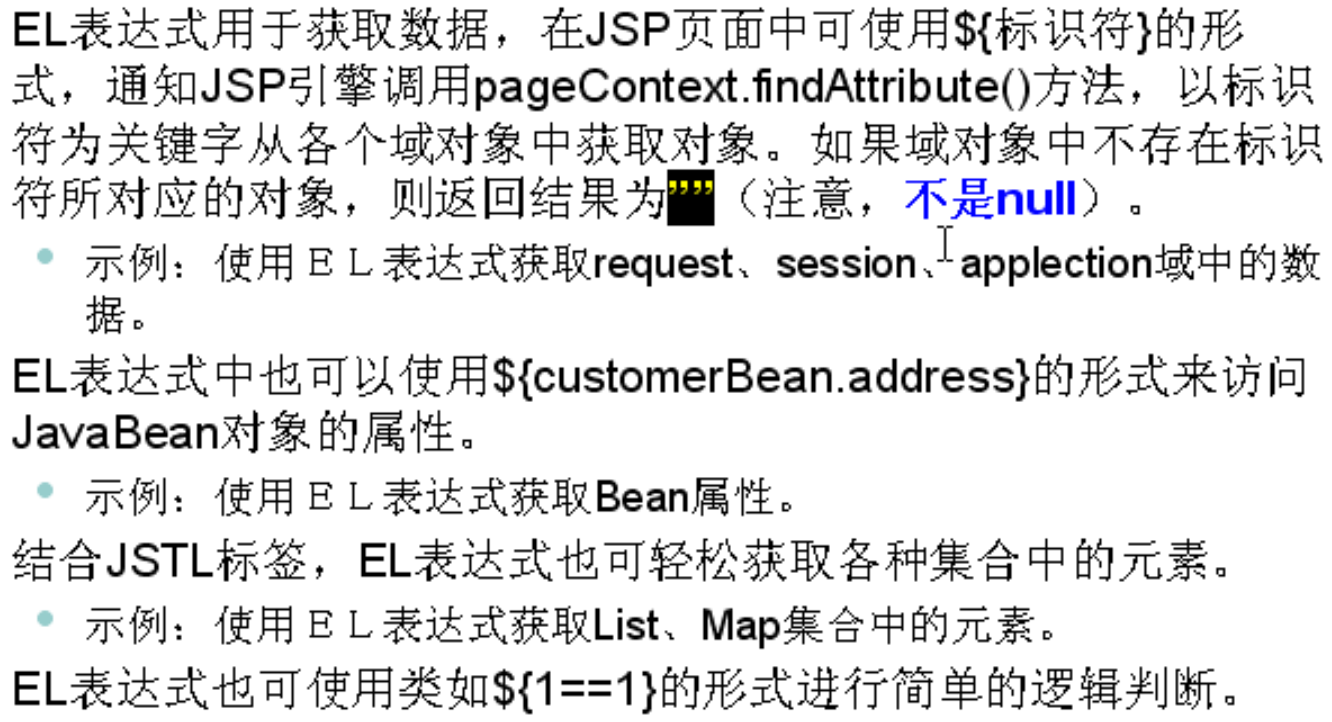 EL表达式用于获取数据，在JSP页面中可使用${标识符}的形
式，通知JSP引擎调用pageContext.findAttribute()方法，以标识
符为关键字从各个域对象中获取对象。如果域对象中不存在标识
符所对应的对象，则返回结果为””（注意，不是null）。
• 示例：使用ＥＬ表达式获取request、session、applection域中的数
据。
EL表达式中也可以使用${customerBean.address}的形式来访问
JavaBean对象的属性。
• 示例：使用ＥＬ表达式获取Bean属性。
结合JSTL标签，EL表达式也可轻松获取各种集合中的元素。
• 示例：使用ＥＬ表达式获取List、Map集合中的元素。
EL表达式也可使用类如${1==1}的形式进行简单的逻辑判断。